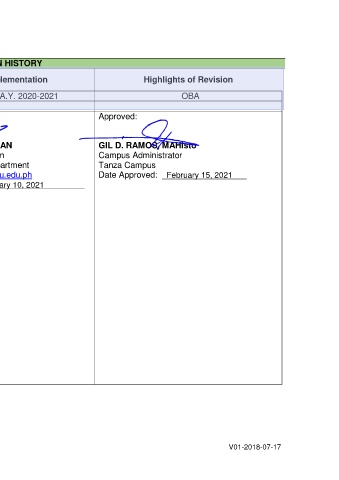 N HISTORY
lementation Highlights of Revision
A.Y. 2020-2021 OBA
Approved:
AN GIL D. RAMOS, MAHisto
n Campus Administrator
artment Tanza Campus
u.edu.ph Date Approved: February 15, 2021
ary 10, 2021
V01-2018-07-17